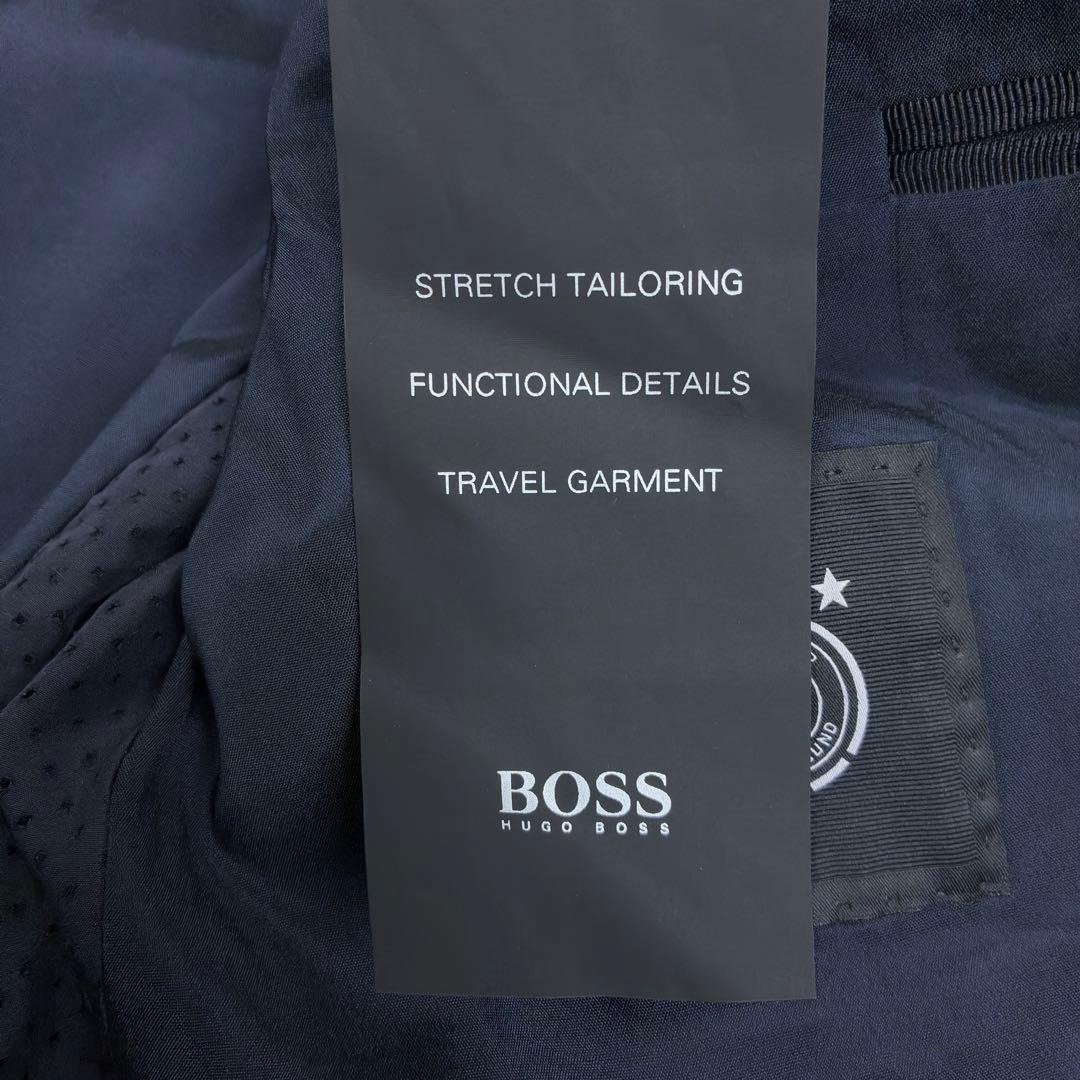 STRETCH TAILORING
FUNCTIONAL DETAILS
TRAVEL GARMENT
BOSS
HUGO BOSS